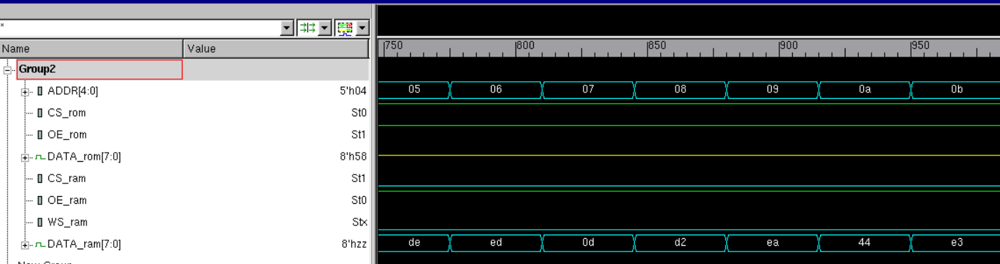 *
Name Value 750 800 850 900 950
Group2
ADDR[4:0] 5'h04 05 06 07 08 09 0a 0b
CS_rom St0
OE_rom St1
DATA_rom[7:0] 8'h58
CS_ram St1
OE_ram St0
WS_ram Stx
DATA_ram[7:0] 8'hzz de ed 0d d2 ea 44 e3
New Group